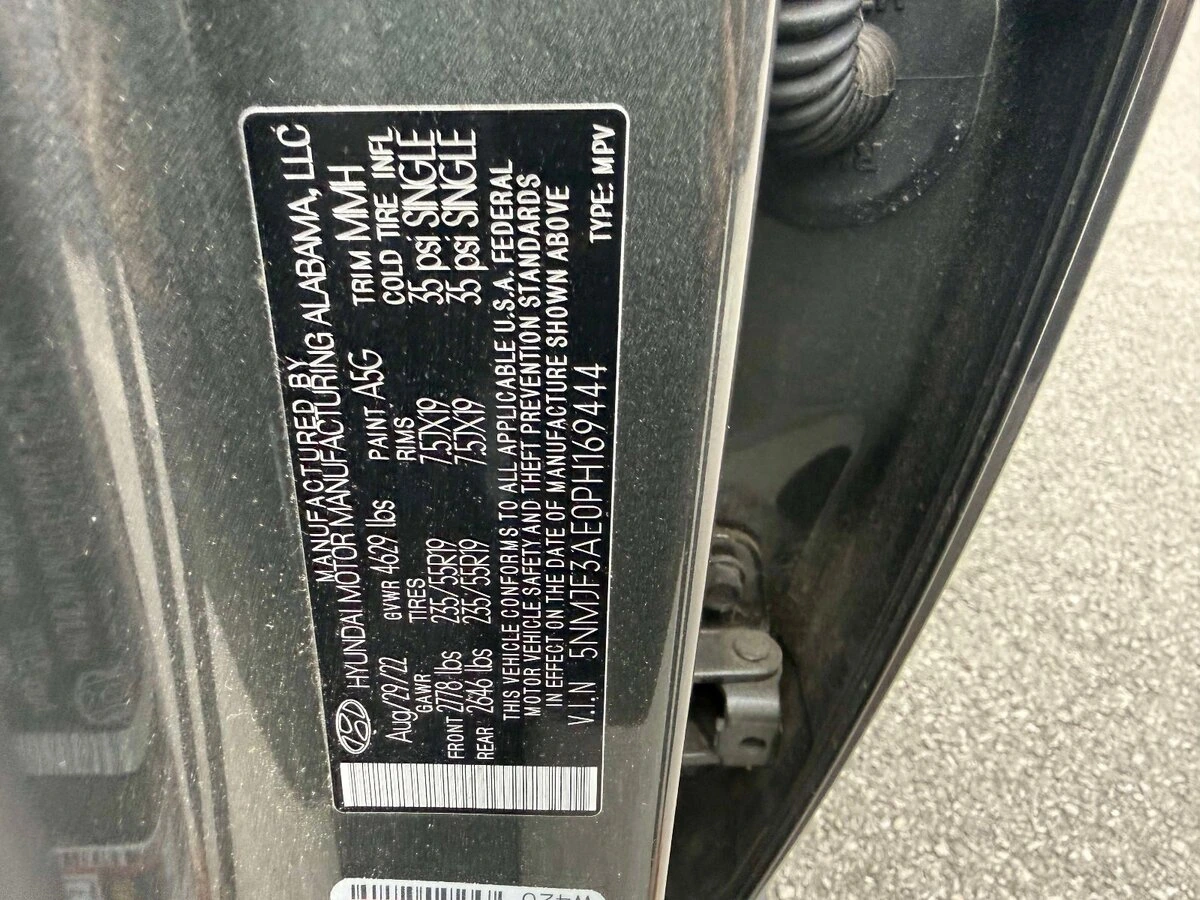 MANUFACTURED BY
HYUNDAI MOTOR MANUFACTURING ALABAMA, LLC
Aug/29/22 GVWR 4629 lbs PAINT A5G TRIM MMH
GAWR TIRES RIMS COLD TIRE INFL
FRONT 2778 lbs 235/55R19 7.5JX19 35 psi SINGLE
REAR 2646 lbs 235/55R19 7.5JX19 35 psi SINGLE
THIS VEHICLE CONFORMS TO ALL APPLICABLE U.S.A. FEDERAL
MOTOR VEHICLE SAFETY AND THEFT PREVENTION STANDARDS
IN EFFECT ON THE DATE OF MANUFACTURE SHOWN ABOVE
V.I.N 5NMJF3AE0PH169444 TYPE: MPV